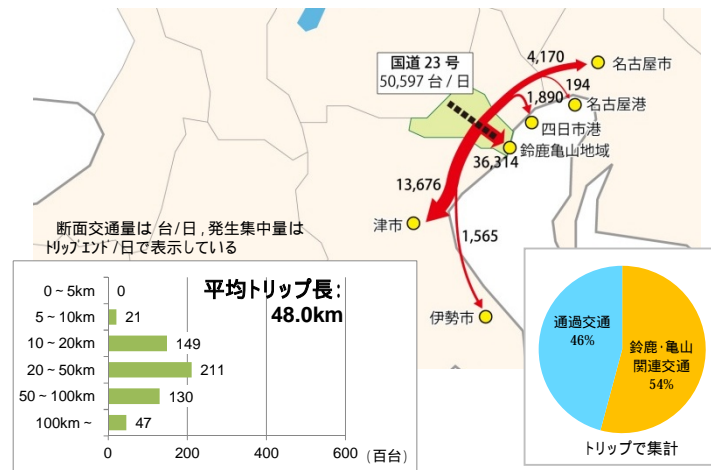 国道 23 号
50,597 台 / 日
4,170
名古屋市
194
名古屋港
1,890
四日市港
鈴鹿亀山地域
36,314
13,676
津市
1,565
伊勢市
断面交通量は 台/日 , 発生集中量は
トリップエンド/日で表示している
平均トリップ長:
48.0km
0 ~ 5km 0
5 ~ 10km 21
10 ~ 20km 149
20 ~ 50km 211
50 ~ 100km 130
100km ~ 47
0 200 400 600 (百台)
通過交通
46%
鈴鹿・亀山
関連交通
54%
トリップで集計